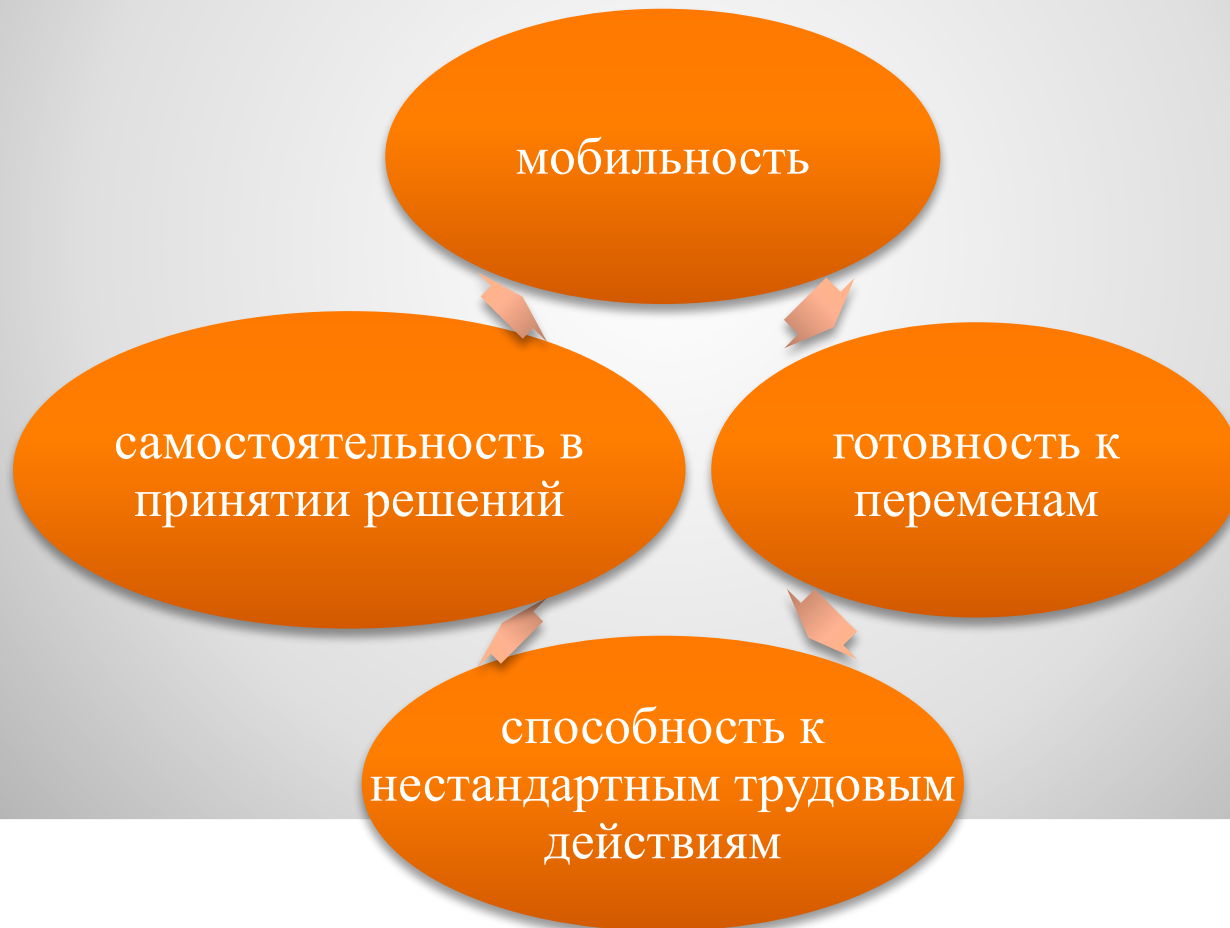 мобильность
самостоятельность в
принятии решений
готовность к
переменам
способность к
нестандартным трудовым
действиям